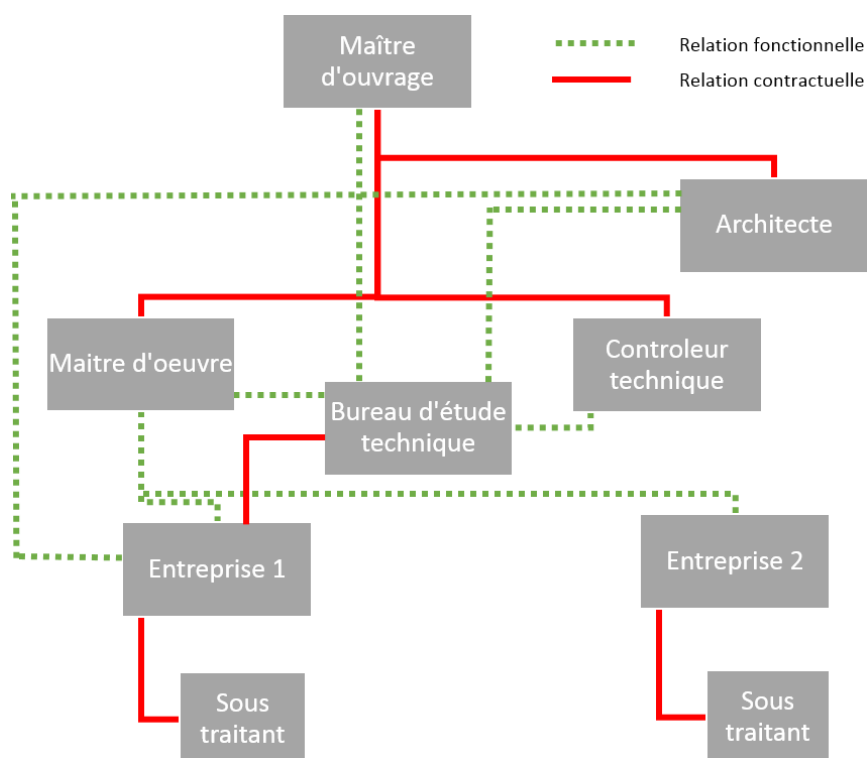 Maître
d'ouvrage
Relation fonctionnelle
Relation contractuelle
Architecte
Maitre d'oeuvre
Controleur
technique
Bureau d'étude
technique
Entreprise 1
Entreprise 2
Sous
traitant
Sous
traitant